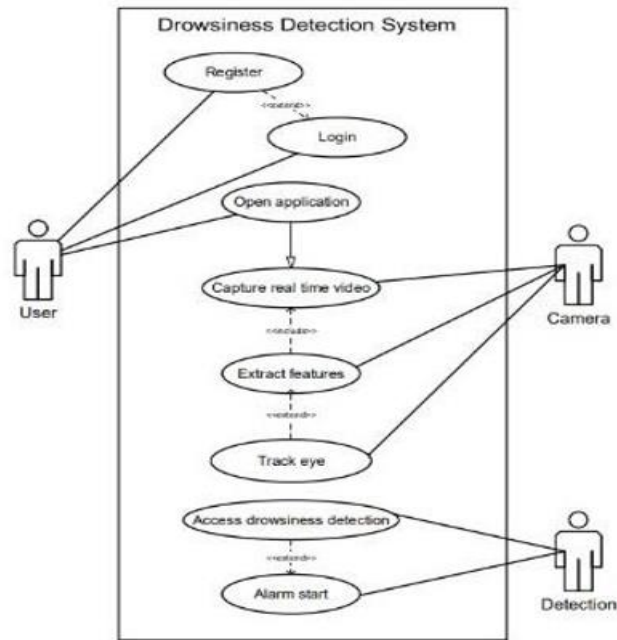 Drowsiness Detection System
Register
<<extend>>
Login
Open application
User
Capture real time video
Camera
<<include>>
Extract features
<<extend>>
Track eye
Access drowsiness detection
<<extend>>
Alarm start
Detection